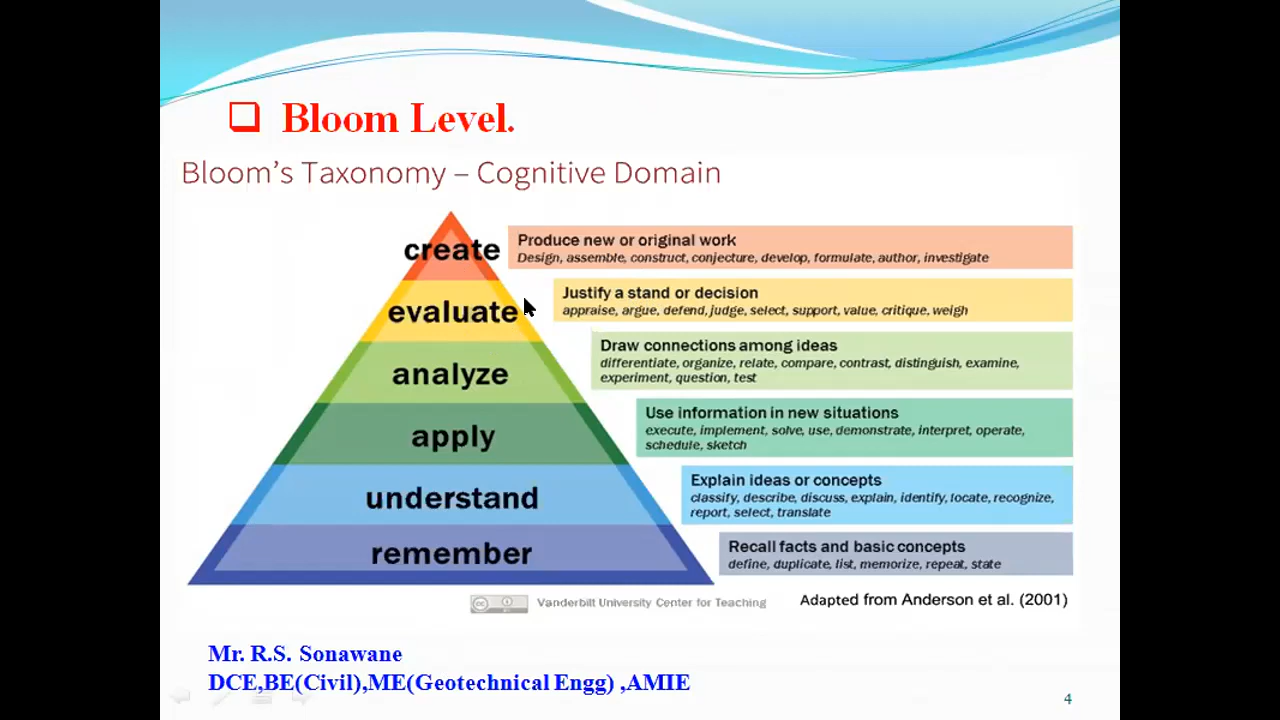 Bloom Level.
Bloom's Taxonomy – Cognitive Domain
create
Produce new or original work
Design, assemble, construct, conjecture, develop, formulate, author, investigate
evaluate
Justify a stand or decision
appraise, argue, defend, judge, select, support, value, critique, weigh
analyze
Draw connections among ideas
differentiate, organize, relate, compare, contrast, distinguish, examine,
experiment, question, test
apply
Use information in new situations
execute, implement, solve, use, demonstrate, interpret, operate,
schedule, sketch
understand
Explain ideas or concepts
classify, describe, discuss, explain, identify, locate, recognize,
report, select, translate
remember
Recall facts and basic concepts
define, duplicate, list, memorize, repeat, state
cc Vanderbilt University Center for Teaching
Adapted from Anderson et al. (2001)
Mr. R.S. Sonawane
DCE,BE(Civil),ME(Geotechnical Engg) ,AMIE
4